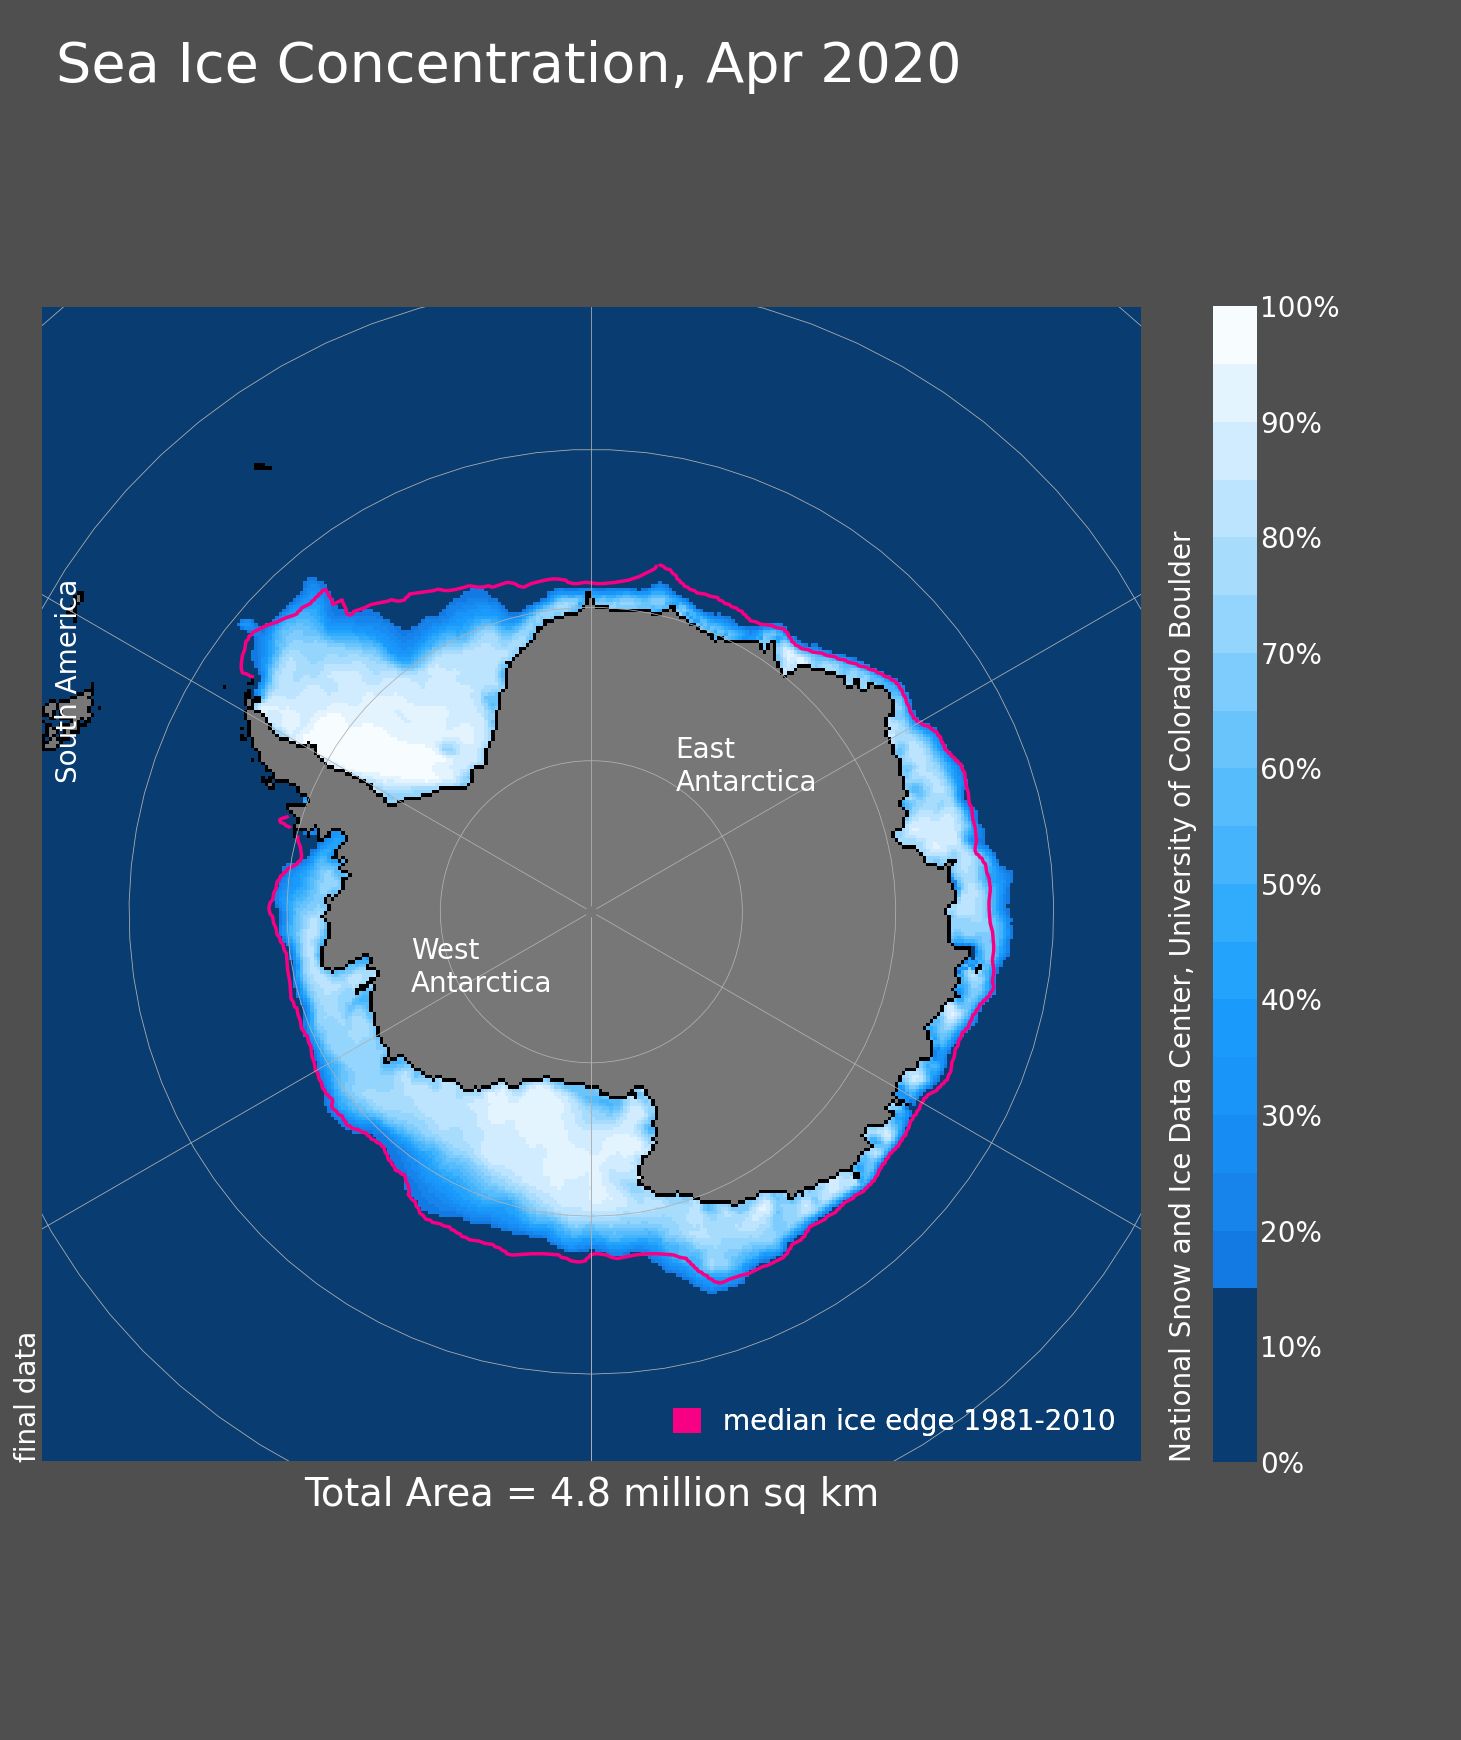 Sea Ice Concentration, Apr 2020
South America
East
Antarctica
West
Antarctica
median ice edge 1981-2010
final data
Total Area = 4.8 million sq km
National Snow and Ice Data Center, University of Colorado Boulder
100%
90%
80%
70%
60%
50%
40%
30%
20%
10%
0%